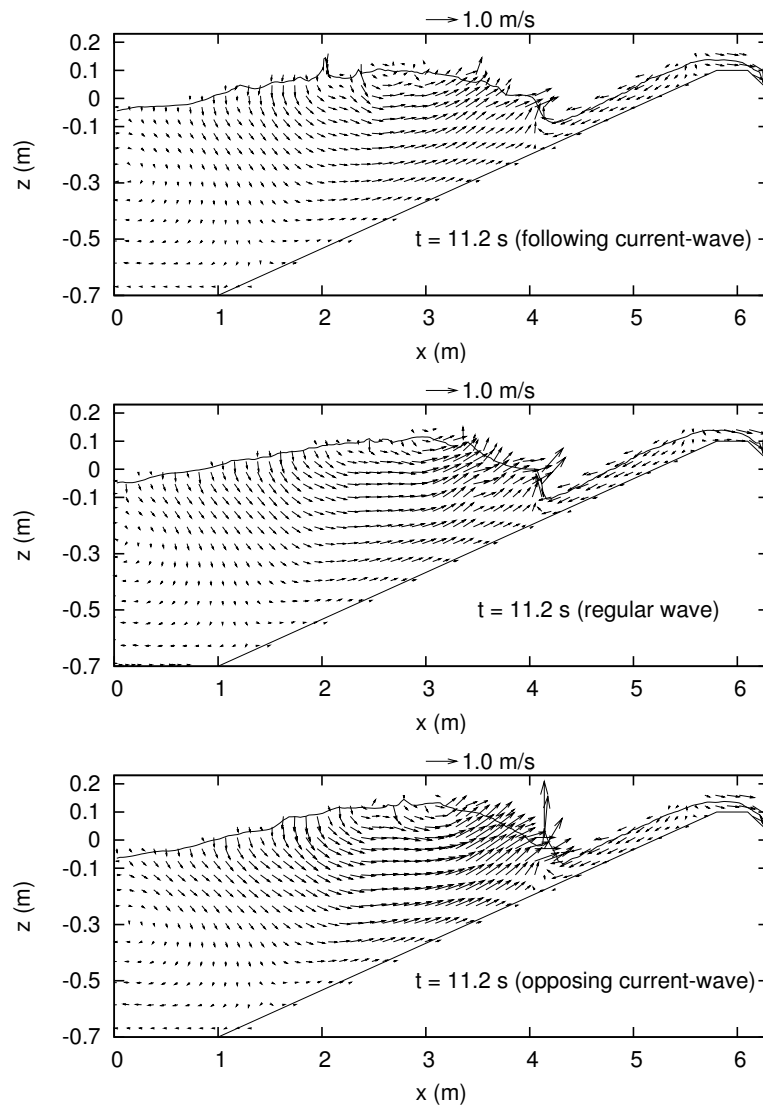 1.0 m/s
0.2
0.1
0
-0.1
-0.3
-0.5
-0.7
z (m)
t = 11.2 s (following current-wave)
0 1 2 3 4 5 6
x (m)
1.0 m/s
0.2
0.1
0
-0.1
-0.3
-0.5
-0.7
z (m)
t = 11.2 s (regular wave)
0 1 2 3 4 5 6
x (m)
1.0 m/s
0.2
0.1
0
-0.1
-0.3
-0.5
-0.7
z (m)
t = 11.2 s (opposing current-wave)
0 1 2 3 4 5 6
x (m)